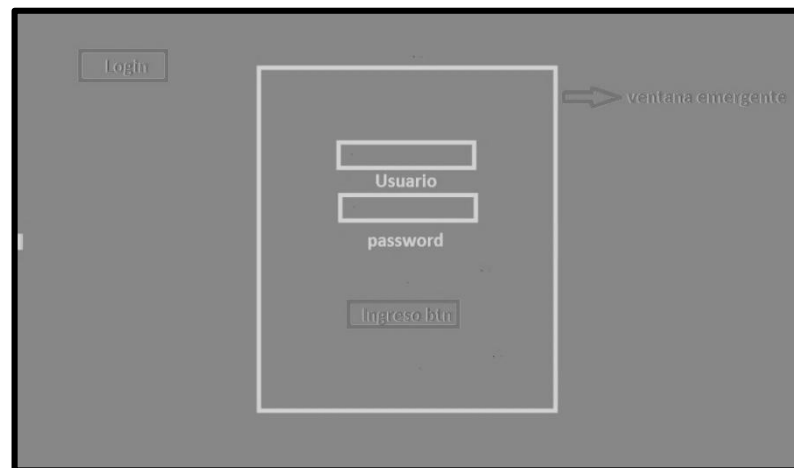 Login
ventana emergente
Usuario
password
Ingreso btn